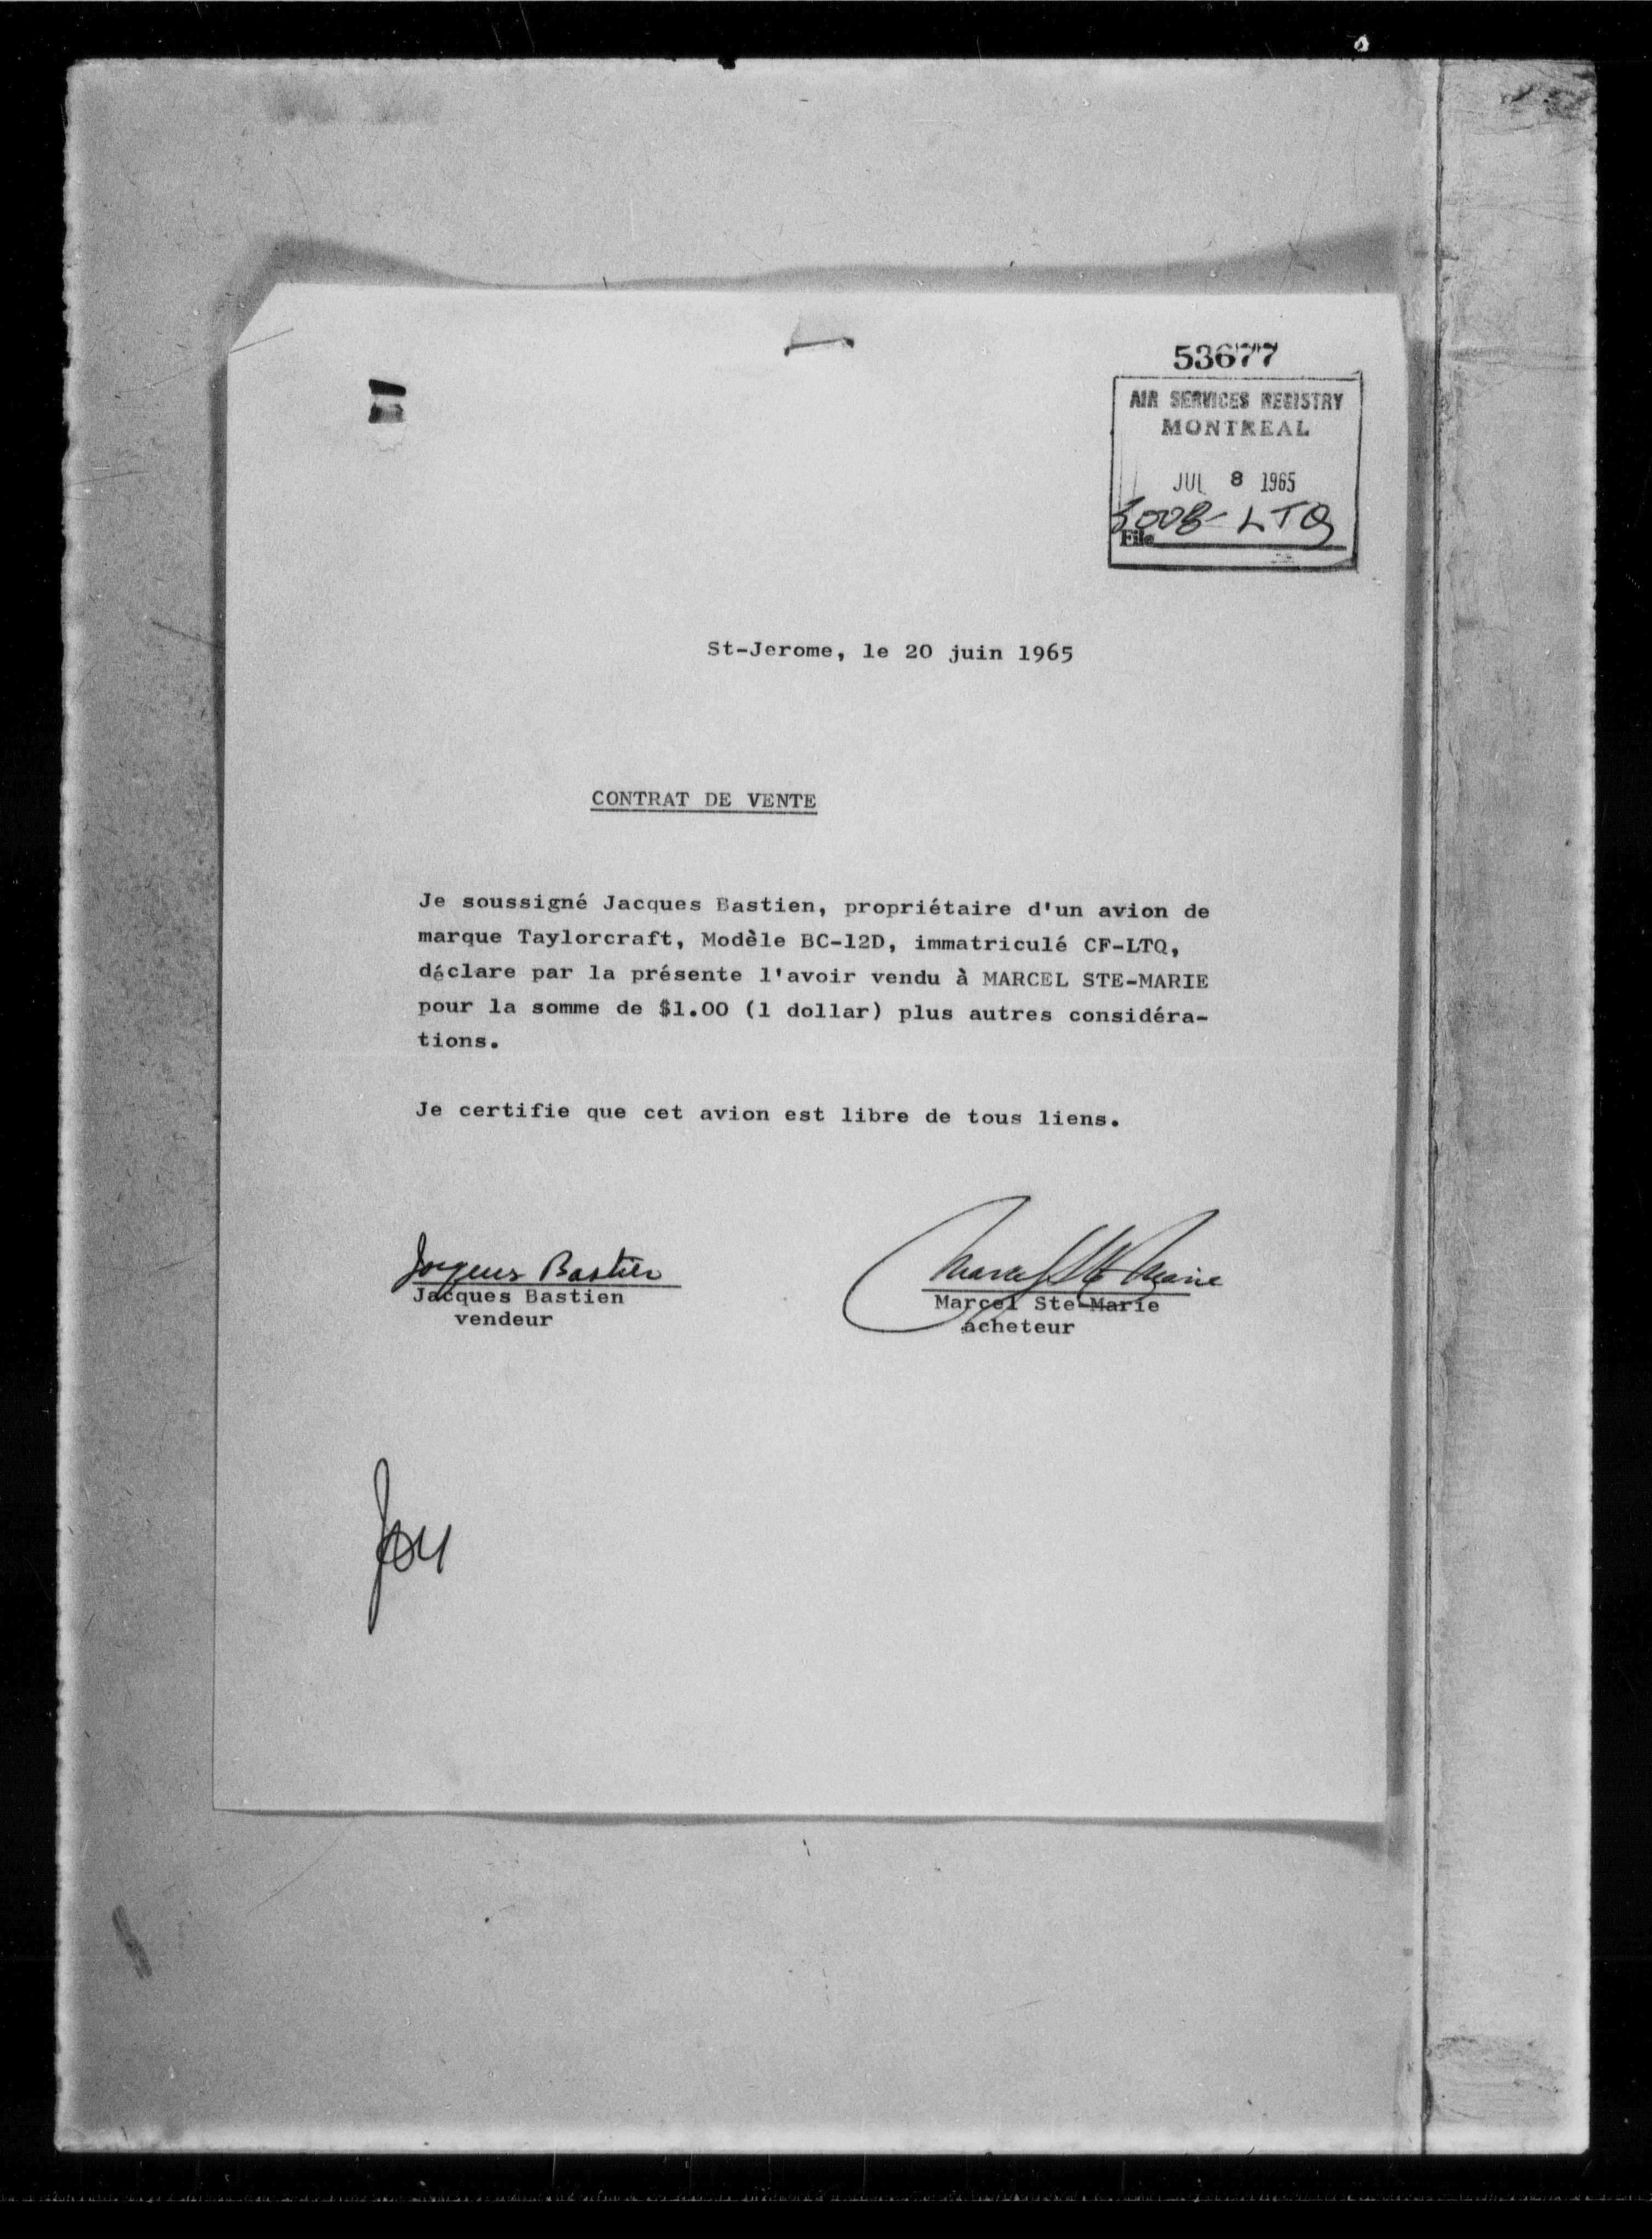 53677
AIR SERVICES REGISTRY
MONTREAL
JUL 8 1965
5008-LTQ
File
St-Jerome, le 20 juin 1965
CONTRAT DE VENTE
Je soussigné Jacques Bastien, propriétaire d'un avion de
marque Taylorcraft, Modèle BC-12D, immatriculé CF-LTQ,
déclare par la présente l'avoir vendu à MARCEL STE-MARIE
pour la somme de $1.00 (1 dollar) plus autres considéra-
tions.
Je certifie que cet avion est libre de tous liens.
Jacques Bastien
Jacques Bastien
vendeur
Marcel Ste Marie
Marcel Ste-Marie
acheteur